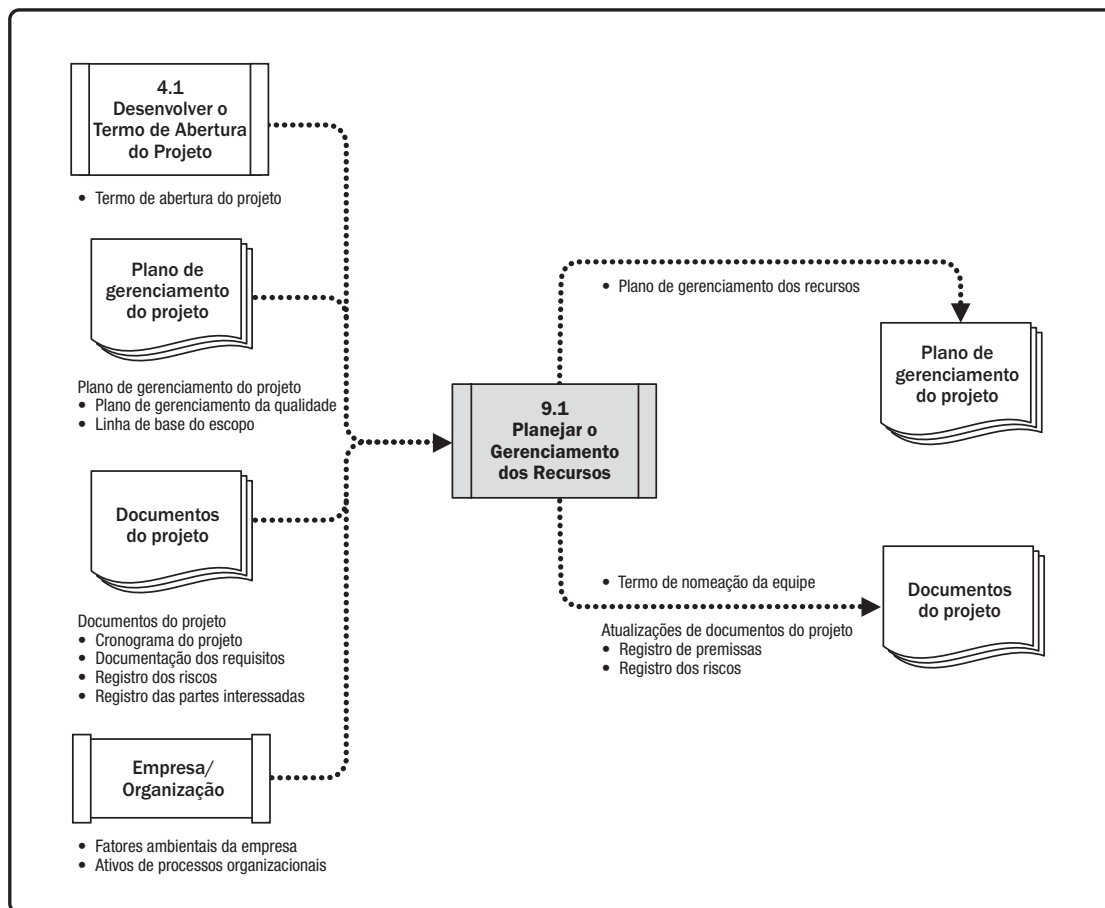 4.1
Desenvolver o
Termo de Abertura
do Projeto
• Termo de abertura do projeto
Plano de
gerenciamento
do projeto
Plano de gerenciamento do projeto
• Plano de gerenciamento da qualidade
• Linha de base do escopo
Documentos
do projeto
Documentos do projeto
• Cronograma do projeto
• Documentação dos requisitos
• Registro dos riscos
• Registro das partes interessadas
Empresa/
Organização
• Fatores ambientais da empresa
• Ativos de processos organizacionais
9.1
Planejar o
Gerenciamento
dos Recursos
• Plano de gerenciamento dos recursos
Plano de
gerenciamento
do projeto
• Termo de nomeação da equipe
Atualizações de documentos do projeto
• Registro de premissas
• Registro dos riscos
Documentos
do projeto